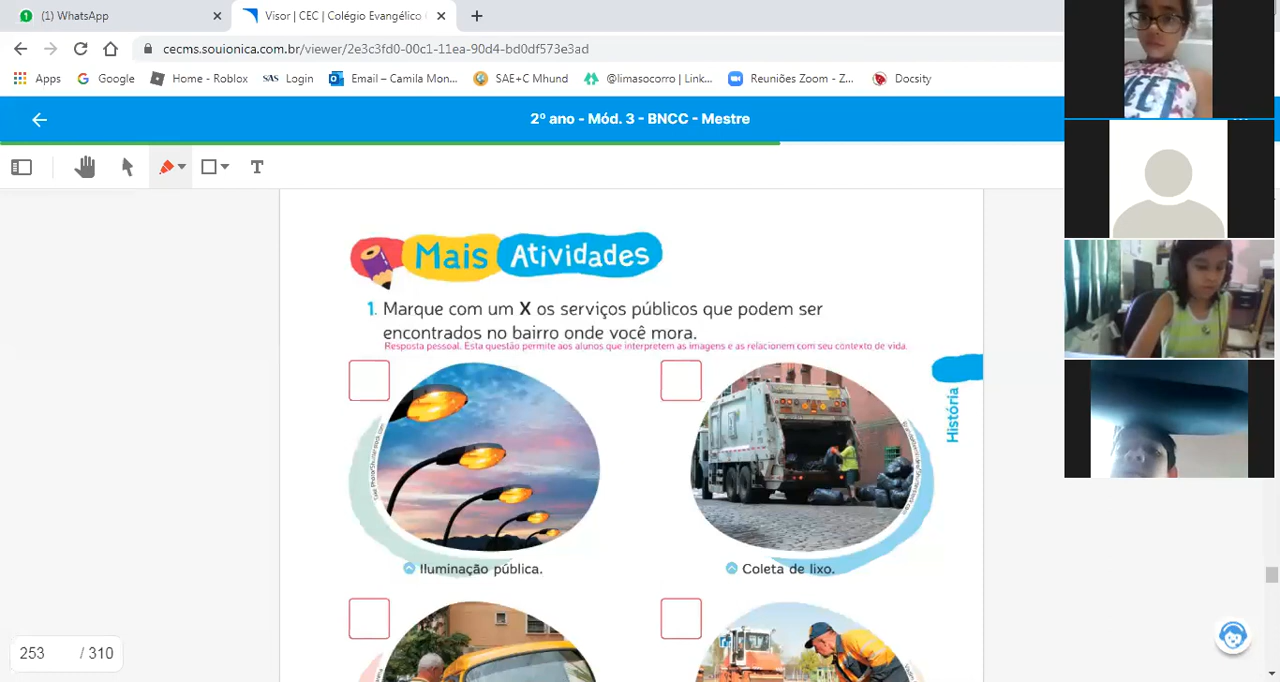 (1) WhatsApp
Visor | CEC | Colégio Evangélico
cecms.souionica.com.br/viewer/2e3c3fd0-00c1-11ea-90d4-bd0df573e3ad
Apps Google Home - Roblox SAS Login Email – Camila Mon... SAE+C Mhund @limasocorro | Link... Reuniões Zoom - Z... Docsity
2º ano - Mód. 3 - BNCC - Mestre
T
Mais Atividades
1. Marque com um X os serviços públicos que podem ser
encontrados no bairro onde você mora.
Resposta pessoal. Esta questão permite aos alunos que interpretem as imagens e as relacionem com seu contexto de vida.
História
Iluminação pública.
Coleta de lixo.
253 / 310